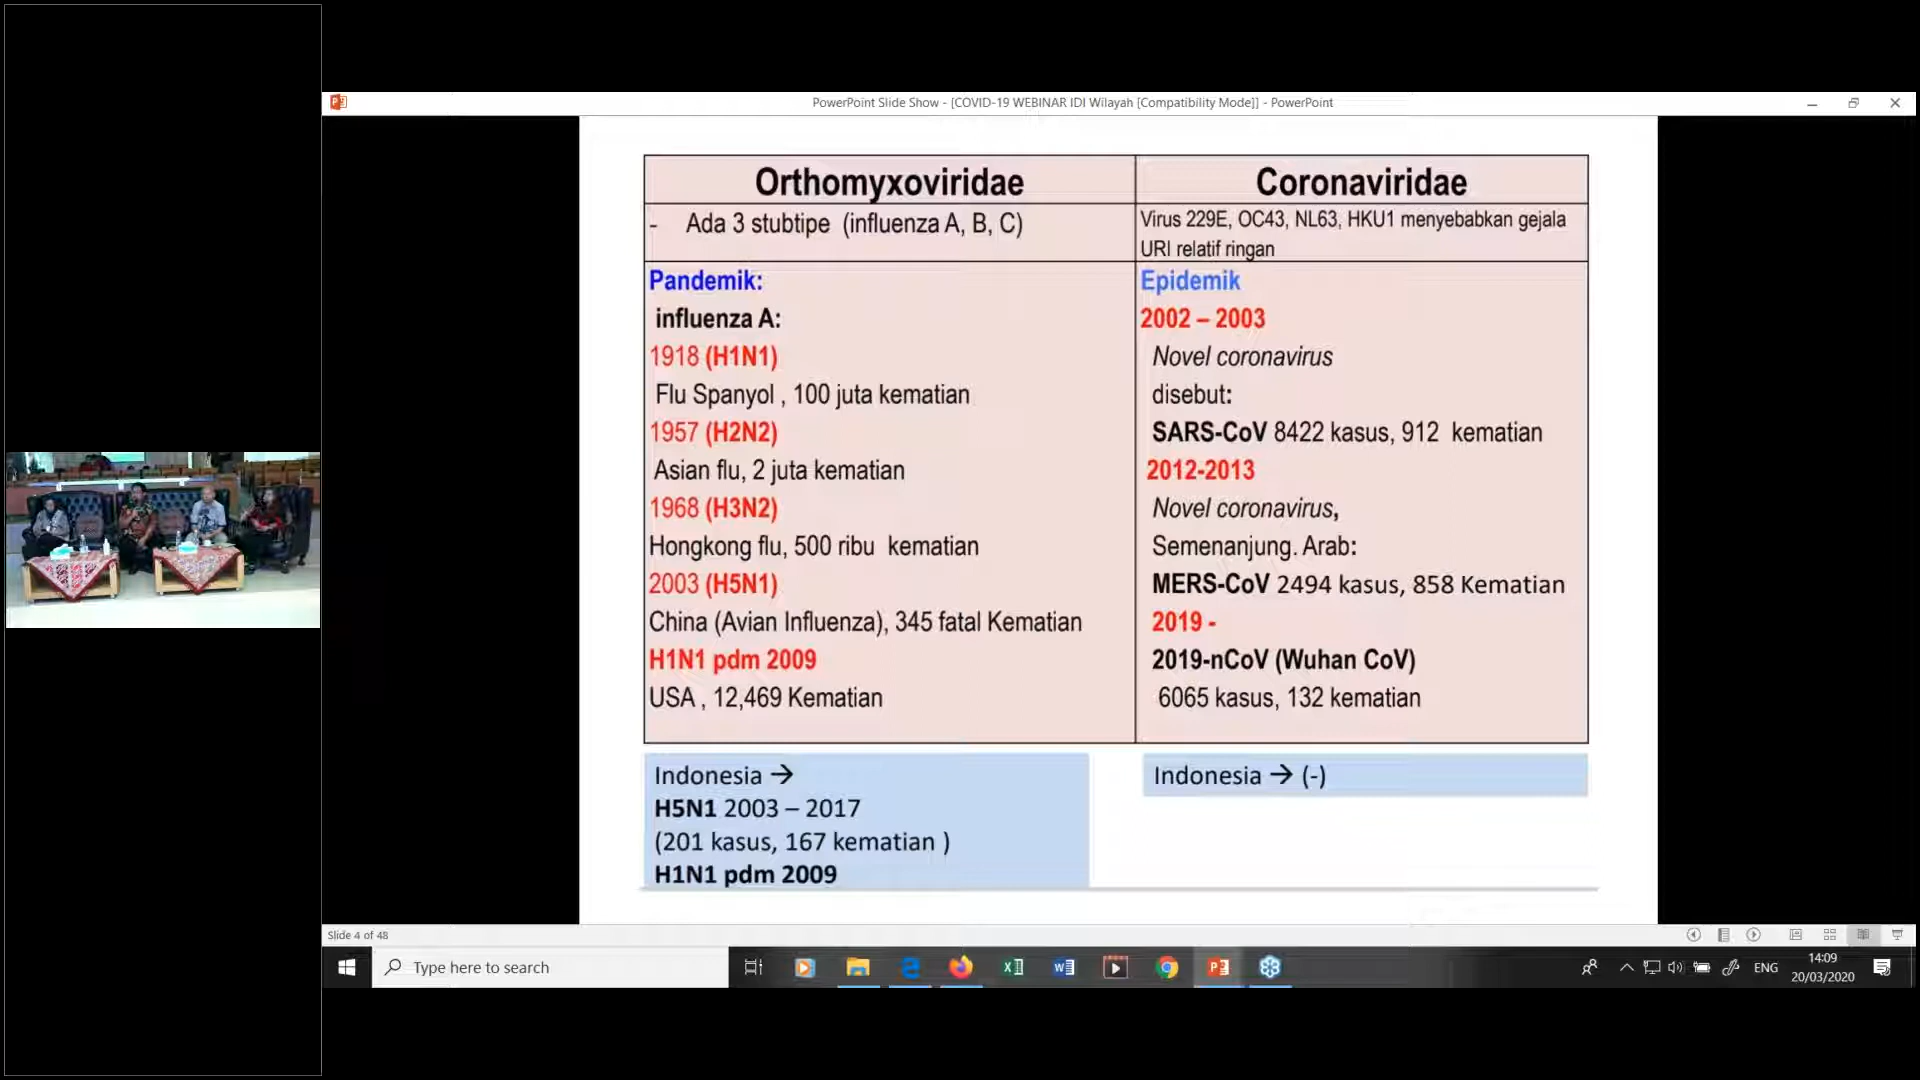 PowerPoint Slide Show - [COVID-19 WEBINAR IDI Wilayah [Compatibility Mode]] - PowerPoint
Orthomyxoviridae
Coronaviridae
- Ada 3 stubtipe (influenza A, B, C)
Virus 229E, OC43, NL63, HKU1 menyebabkan gejala
URI relatif ringan
Pandemik:
influenza A:
1918 (H1N1)
Flu Spanyol , 100 juta kematian
1957 (H2N2)
Asian flu, 2 juta kematian
1968 (H3N2)
Hongkong flu, 500 ribu kematian
2003 (H5N1)
China (Avian Influenza), 345 fatal Kematian
H1N1 pdm 2009
USA , 12,469 Kematian
Epidemik
2002 – 2003
Novel coronavirus
disebut:
SARS-CoV 8422 kasus, 912 kematian
2012-2013
Novel coronavirus,
Semenanjung. Arab:
MERS-CoV 2494 kasus, 858 Kematian
2019 -
2019-nCoV (Wuhan CoV)
6065 kasus, 132 kematian
Indonesia →
H5N1 2003 – 2017
(201 kasus, 167 kematian )
H1N1 pdm 2009
Indonesia → (-)
Slide 4 of 48
Type here to search
ENG
14:09
20/03/2020